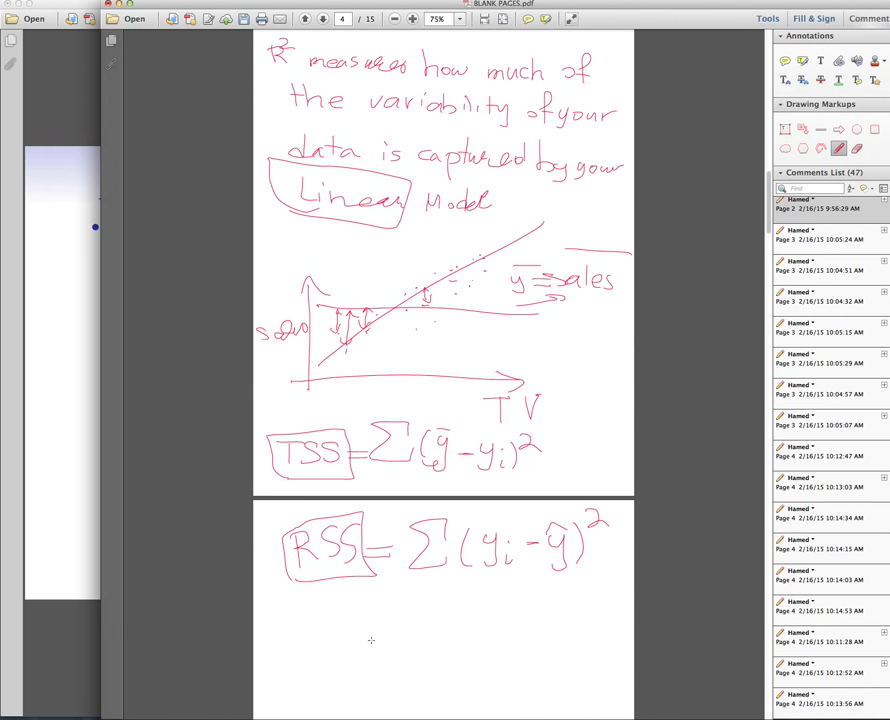 BLANK PAGES.pdf
Open
Open
4 / 15
75%
Tools
Fill & Sign
Comment
R² measures how much of
the variability of your
data is captured by your
Linear Model
y̅ = sales
sales
TV
TSS = ∑(y̅ - yi)²
RSS = ∑(yi - ŷ)²
Annotations
Drawing Markups
Comments List (47)
Find
Hamed
Page 2 2/16/15 9:56:29 AM
Hamed
Page 3 2/16/15 10:05:24 AM
Hamed
Page 3 2/16/15 10:04:51 AM
Hamed
Page 3 2/16/15 10:04:32 AM
Hamed
Page 3 2/16/15 10:05:15 AM
Hamed
Page 3 2/16/15 10:05:29 AM
Hamed
Page 3 2/16/15 10:04:57 AM
Hamed
Page 3 2/16/15 10:05:07 AM
Hamed
Page 4 2/16/15 10:12:47 AM
Hamed
Page 4 2/16/15 10:13:03 AM
Hamed
Page 4 2/16/15 10:14:34 AM
Hamed
Page 4 2/16/15 10:14:15 AM
Hamed
Page 4 2/16/15 10:14:03 AM
Hamed
Page 4 2/16/15 10:14:53 AM
Hamed
Page 4 2/16/15 10:11:28 AM
Hamed
Page 4 2/16/15 10:12:52 AM
Hamed
Page 4 2/16/15 10:13:56 AM